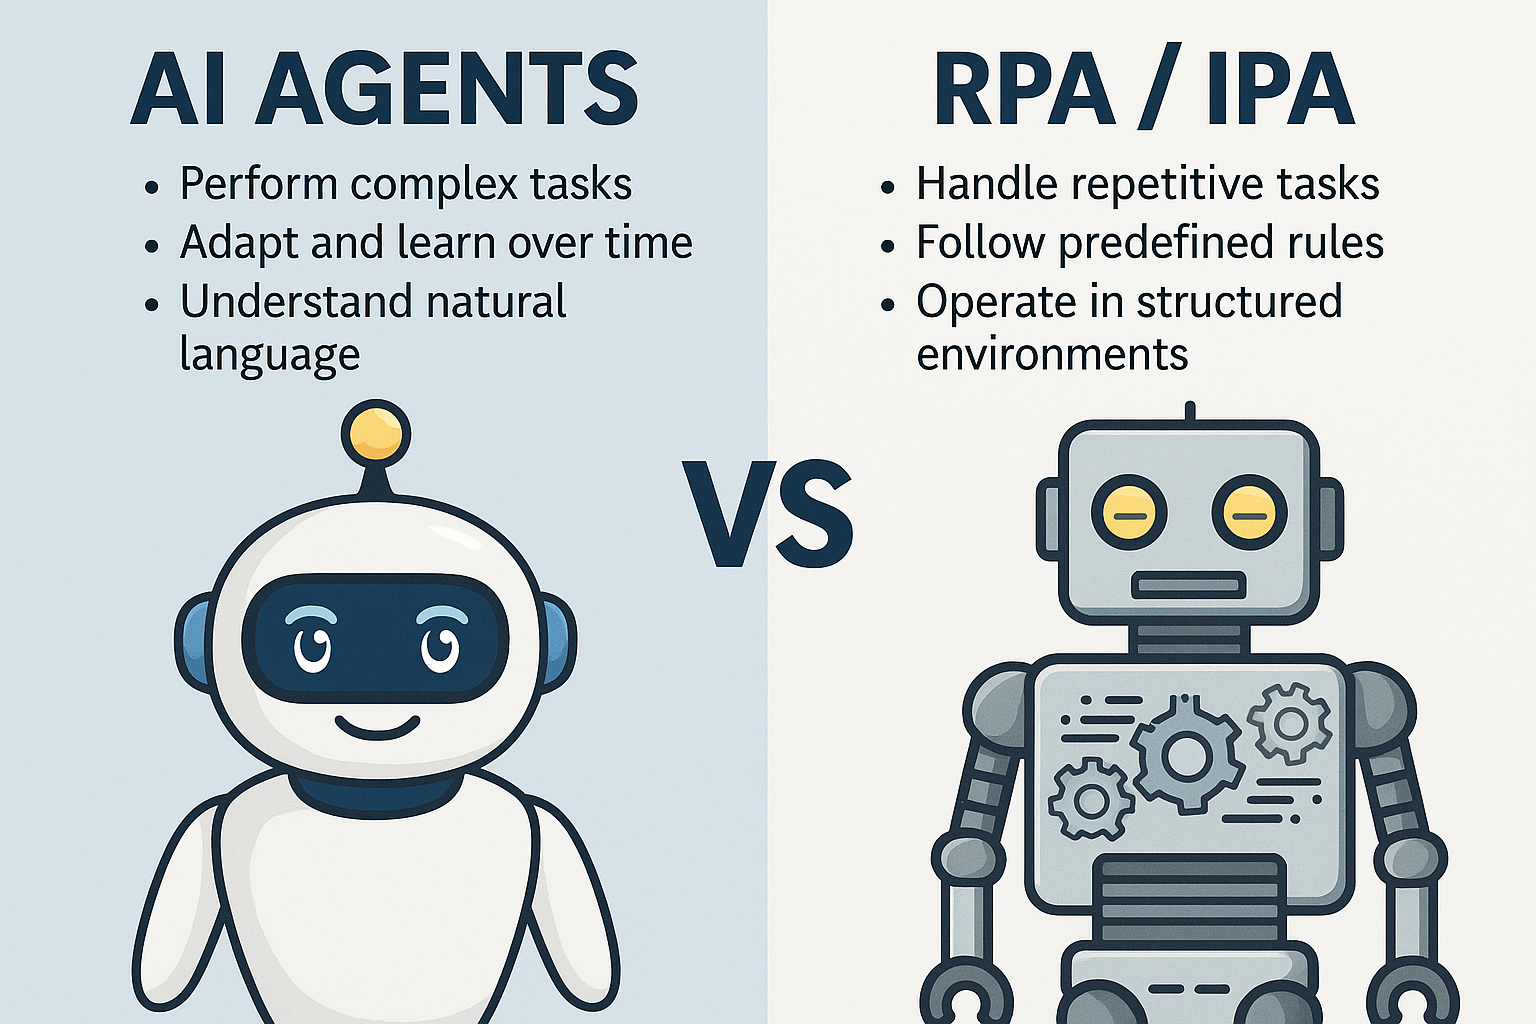 AI AGENTS
• Perform complex tasks
• Adapt and learn over time
• Understand natural
language
VS
RPA / IPA
• Handle repetitive tasks
• Follow predefined rules
• Operate in structured
environments